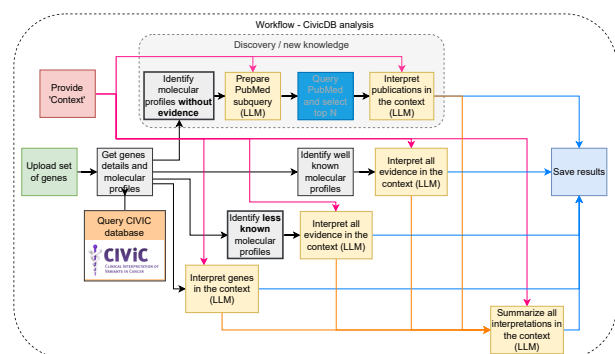 Workflow - CivicDB analysis
Discovery / new knowledge
Provide
'Context'
Identify
molecular
profiles without
evidence
Prepare
PubMed
subquery
(LLM)
Query
PubMed
and select
top N
Interpret
publications in
the context
(LLM)
Upload set
of genes
Get genes
details and
molecular
profiles
Identify well
known
molecular
profiles
Interpret all
evidence in the
context (LLM)
Save results
Query CIVIC
database
CIViC
CLINICAL INTERPRETATION OF
VARIANTS IN CANCER
Identify less
known
molecular
profiles
Interpret all
evidence in the
context
(LLM)
Interpret genes
in the context
(LLM)
Summarize all
interpretations in
the context
(LLM)